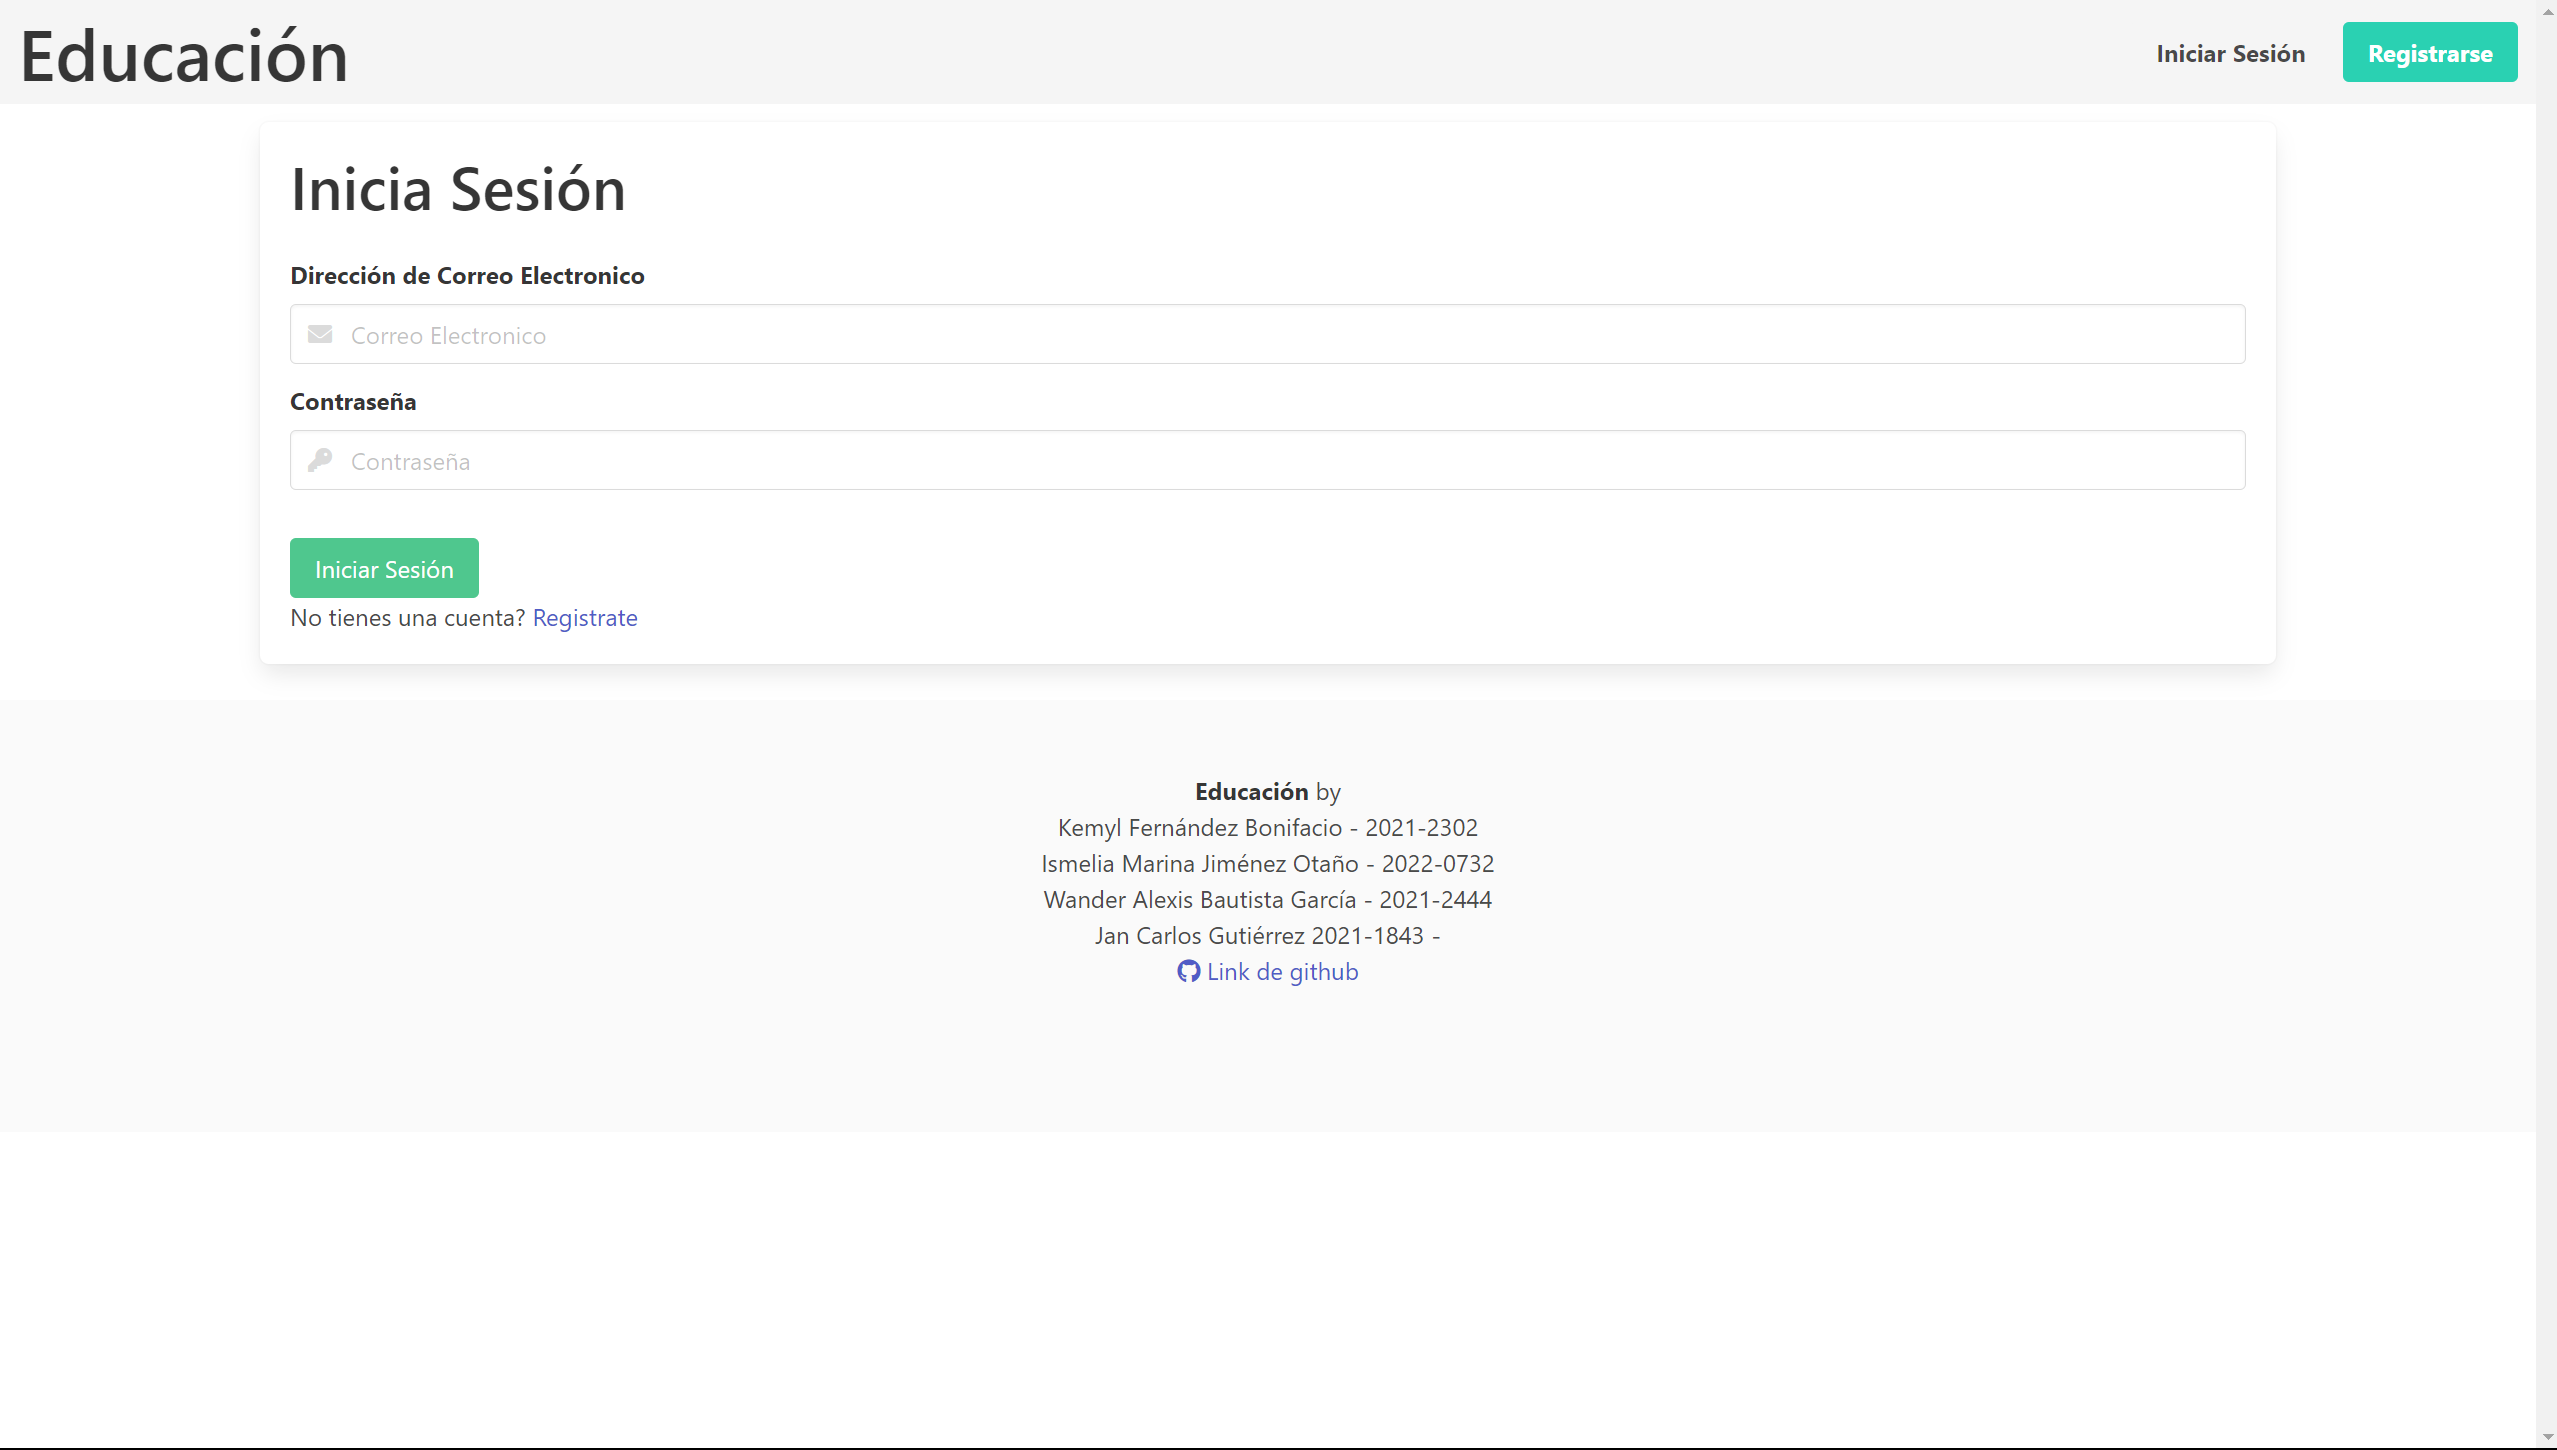 Educación
Iniciar Sesión
Registrarse
Inicia Sesión
Dirección de Correo Electronico
Correo Electronico
Contraseña
Contraseña
Iniciar Sesión
No tienes una cuenta? Registrate
Educación by
Kemyl Fernández Bonifacio - 2021-2302
Ismelia Marina Jiménez Otaño - 2022-0732
Wander Alexis Bautista García - 2021-2444
Jan Carlos Gutiérrez 2021-1843 -
Link de github